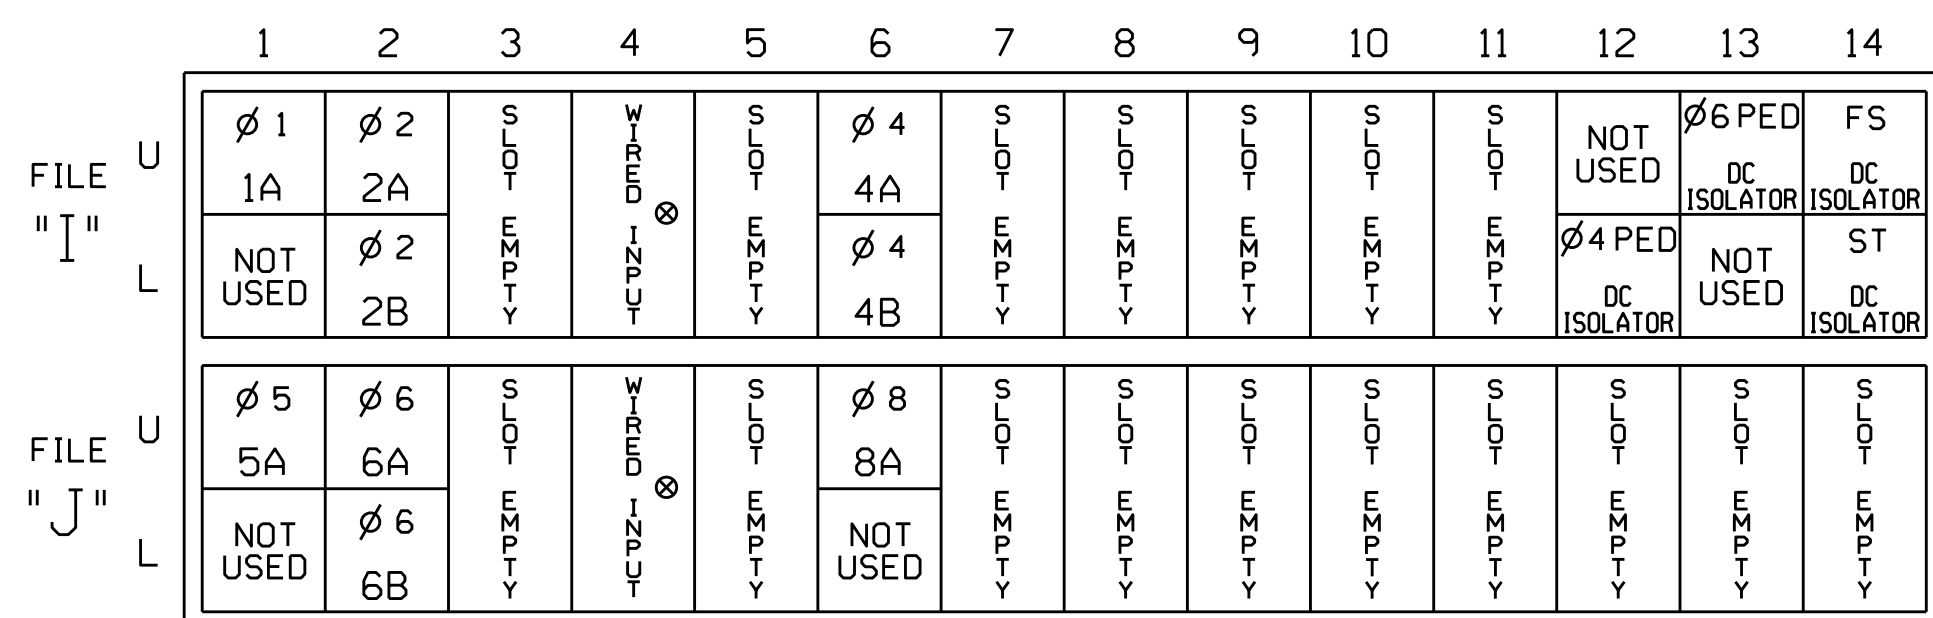 1 2 3 4 5 6 7 8 9 10 11 12 13 14
FILE "I"
U
L
Ø 1
1A
NOT
USED
Ø 2
2A
Ø 2
2B
SLOT EMPTY
WIRED INPUT ⊗
SLOT EMPTY
Ø 4
4A
Ø 4
4B
SLOT EMPTY
SLOT EMPTY
SLOT EMPTY
SLOT EMPTY
SLOT EMPTY
NOT
USED
Ø4 PED
DC
ISOLATOR
Ø6 PED
DC
ISOLATOR
NOT
USED
FS
DC
ISOLATOR
ST
DC
ISOLATOR
FILE "J"
U
L
Ø 5
5A
NOT
USED
Ø 6
6A
Ø 6
6B
SLOT EMPTY
WIRED INPUT ⊗
SLOT EMPTY
Ø 8
8A
NOT
USED
SLOT EMPTY
SLOT EMPTY
SLOT EMPTY
SLOT EMPTY
SLOT EMPTY
SLOT EMPTY
SLOT EMPTY
SLOT EMPTY